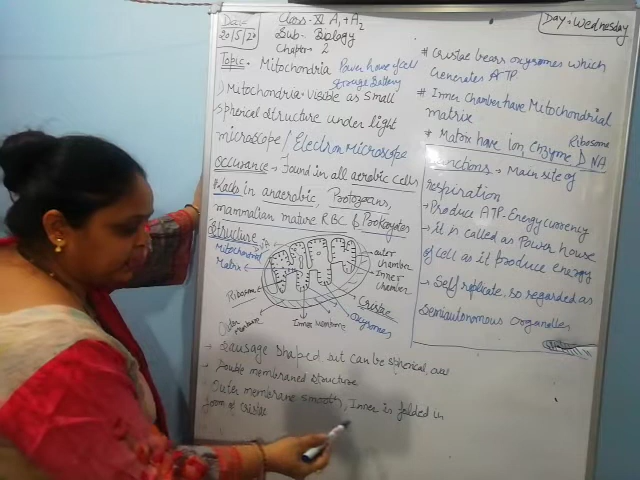 Date
20/5/20
Class - XI A1 + A2
Sub - Biology
Chapter 2
Day - Wednesday
Topic - Mitochondria Power house of cell
Storage Battery
) Mitochondria - Visible as small
spherical structure under light
microscope / Electron Microscope
occurance → Found in all aerobic cells
* Lacks in anaerobic, Protozoans,
mammalian mature RBC & Prokaryotes
Structure
Mitochondrial
Matrix
Ribosome
Outer
Membrane
Inner Membrane
Oxysomes
Cristae
outer
chamber
Inner
chamber
→ Sausage shaped but can be spherical, oval
→ Double membraned structure
Outer membrane smooth, Inner is folded in
form of cristae
* Cristae bears oxysomes which
Generates ATP
* Inner Chamber have Mitochondrial
matrix
* Matrix have ion, Enzyme, DNA
Ribosome
Functions → Main site of
respiration
→ Produce ATP - Energy currency
→ it is called as Power house
of cell as it produce energy
→ Self replicate, so regarded as
Semiautonomous organelles